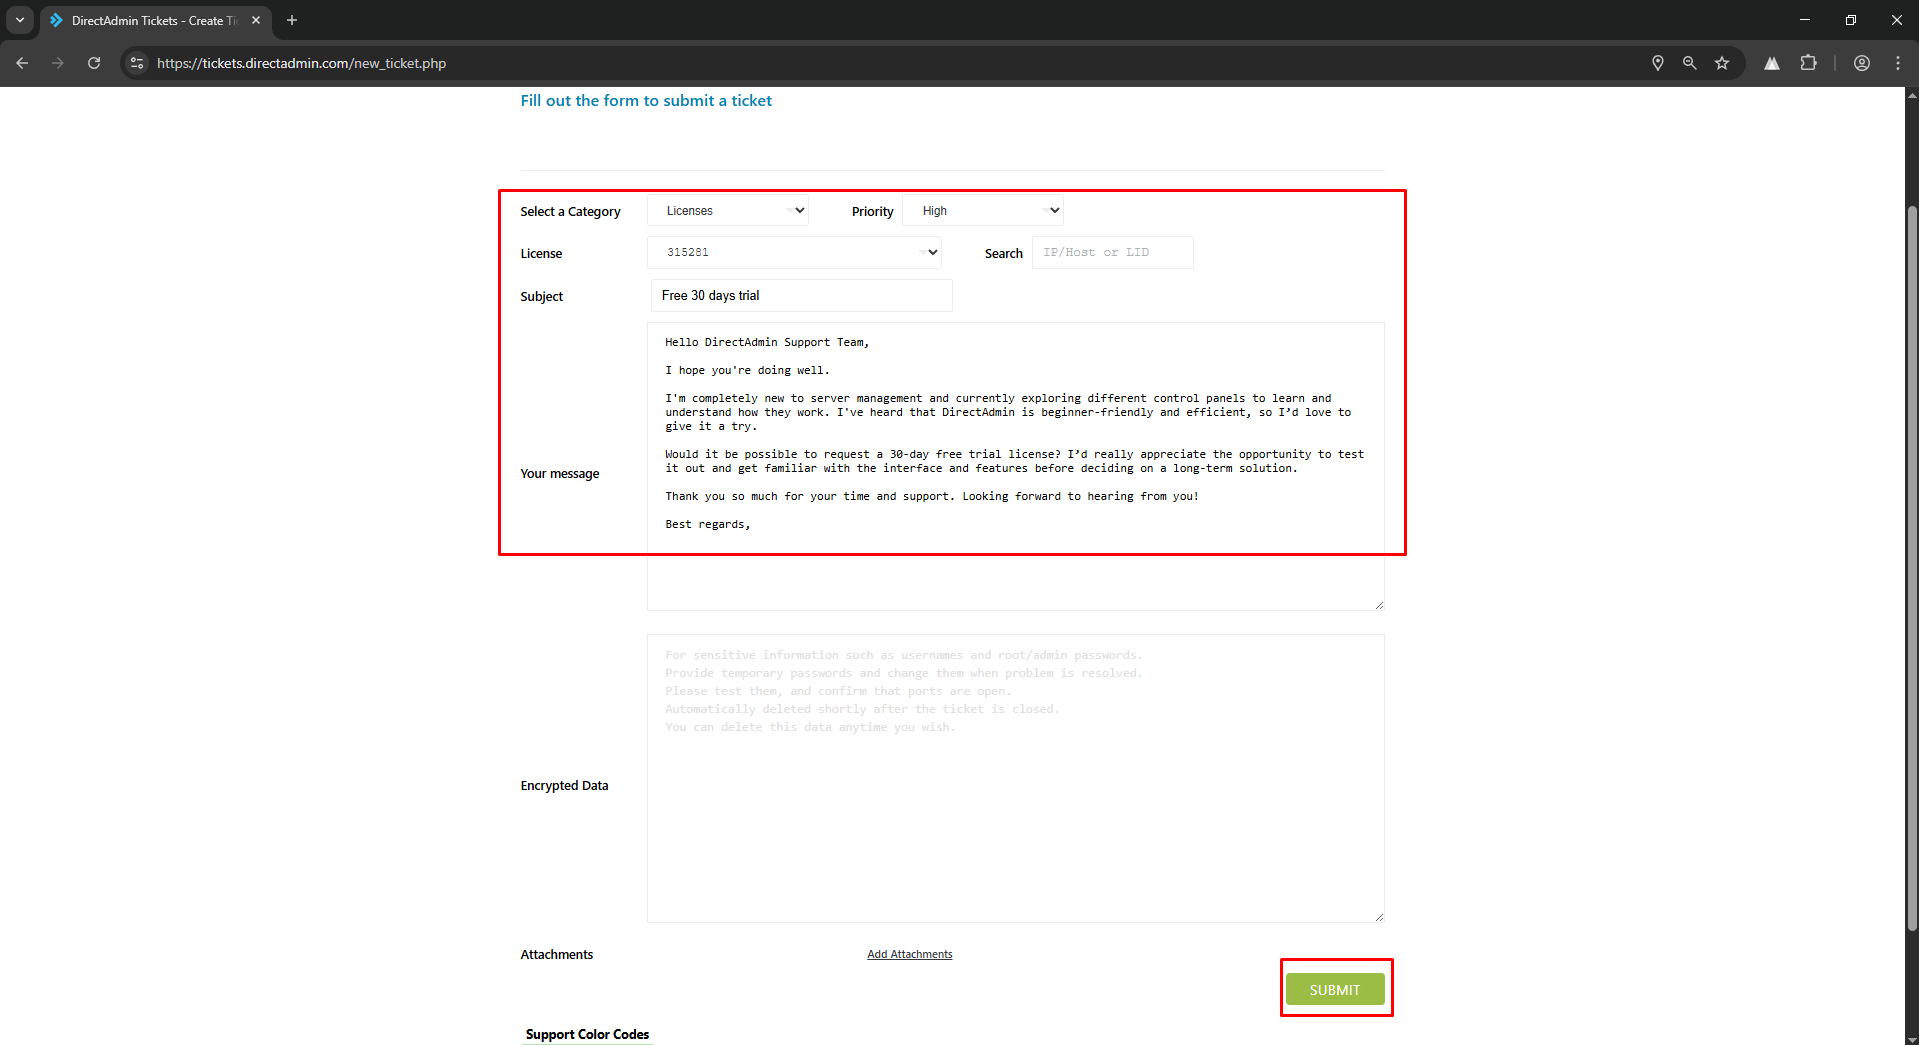 DirectAdmin Tickets - Create Ti
https://tickets.directadmin.com/new_ticket.php
Fill out the form to submit a ticket
Select a Category Licenses Priority High
License 315281 Search IP/Host or LID
Subject Free 30 days trial
Hello DirectAdmin Support Team,
I hope you're doing well.
I'm completely new to server management and currently exploring different control panels to learn and
understand how they work. I've heard that DirectAdmin is beginner-friendly and efficient, so I’d love to
give it a try.
Would it be possible to request a 30-day free trial license? I’d really appreciate the opportunity to test
it out and get familiar with the interface and features before deciding on a long-term solution.
Your message
Thank you so much for your time and support. Looking forward to hearing from you!
Best regards,
For sensitive information such as usernames and root/admin passwords.
Provide temporary passwords and change them when problem is resolved.
Please test them, and confirm that ports are open.
Automatically deleted shortly after the ticket is closed.
You can delete this data anytime you wish.
Encrypted Data
Attachments Add Attachments
SUBMIT
Support Color Codes